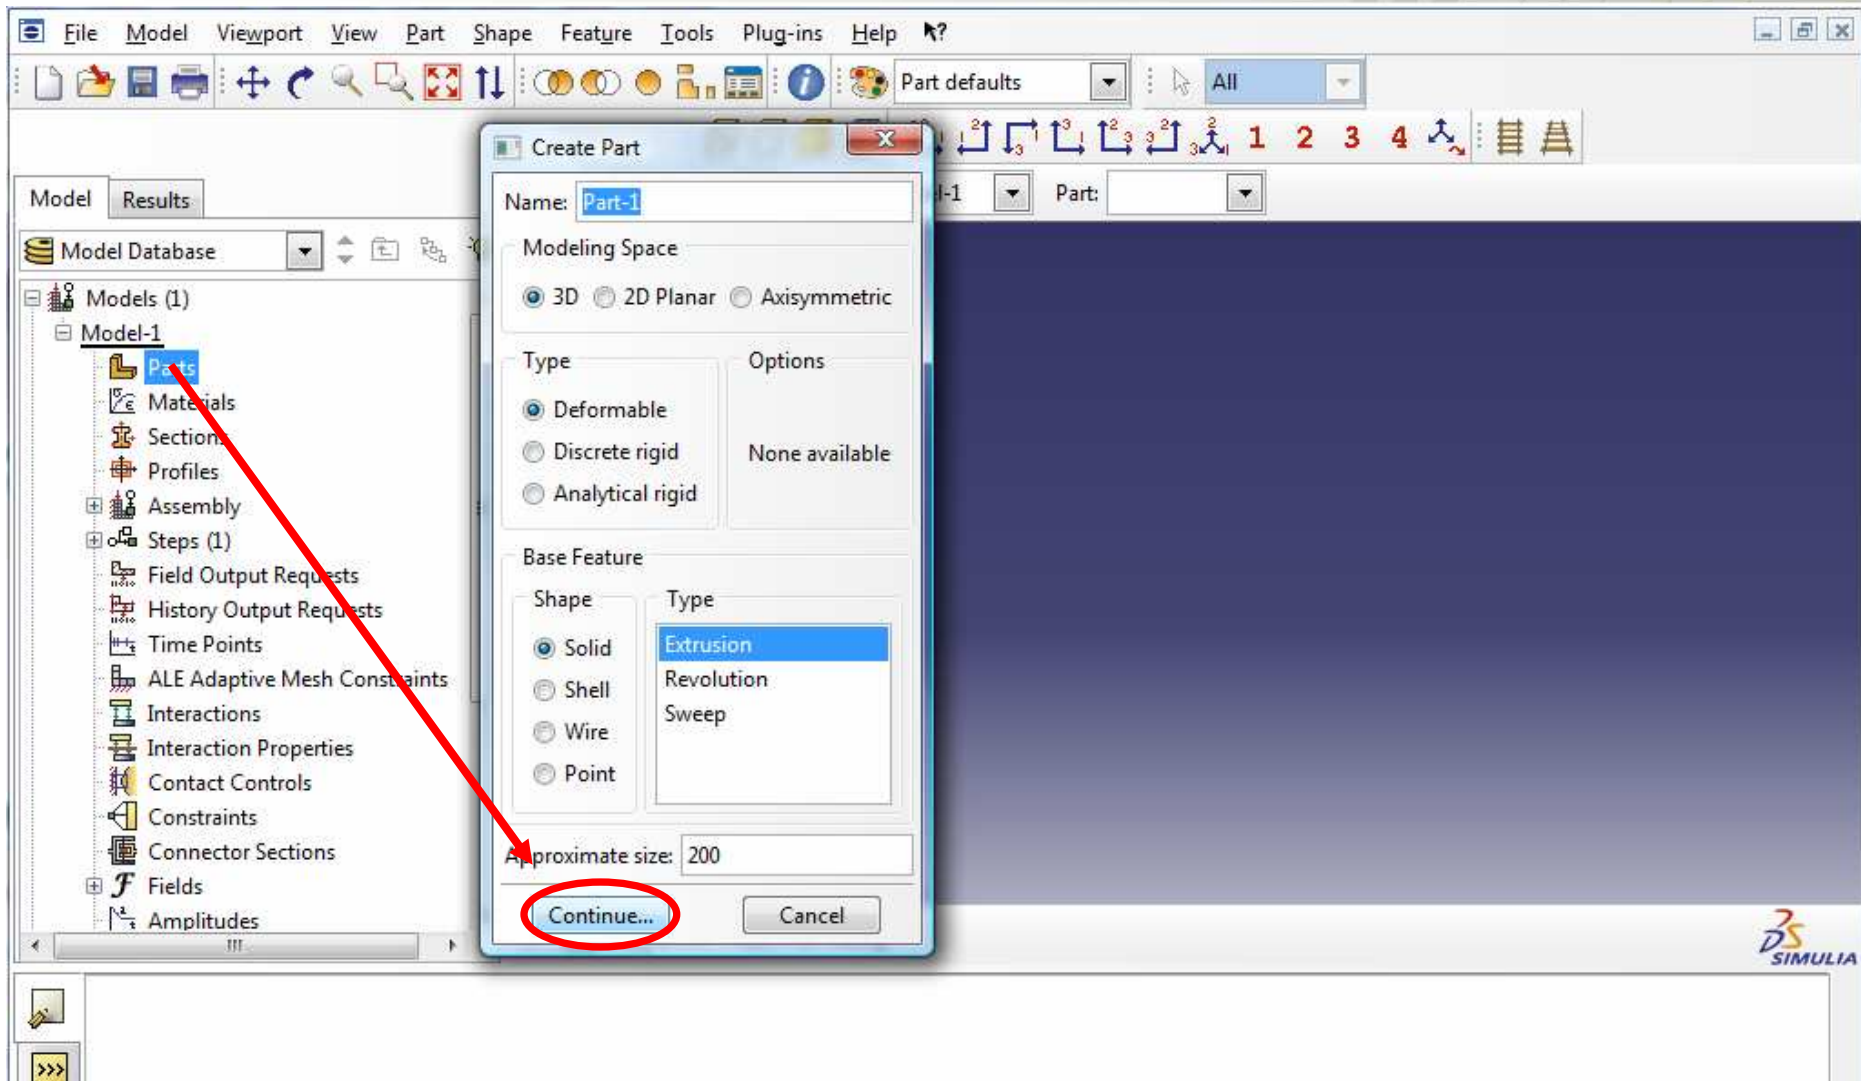 File Model Viewport View Part Shape Feature Tools Plug-ins Help
Part defaults All
1 2 3 4
Create Part
Model Results
Name: Part-1
l-1 Part:
Model Database
Modeling Space
3D 2D Planar Axisymmetric
Models (1)
Model-1
Parts
Materials
Sections
Profiles
Assembly
Steps (1)
Field Output Requests
History Output Requests
Time Points
ALE Adaptive Mesh Constraints
Interactions
Interaction Properties
Contact Controls
Constraints
Connector Sections
Fields
Amplitudes
Type Options
Deformable
Discrete rigid None available
Analytical rigid
Base Feature
Shape Type
Solid Extrusion
Shell Revolution
Wire Sweep
Point
Approximate size: 200
Continue... Cancel
SIMULIA
>>>